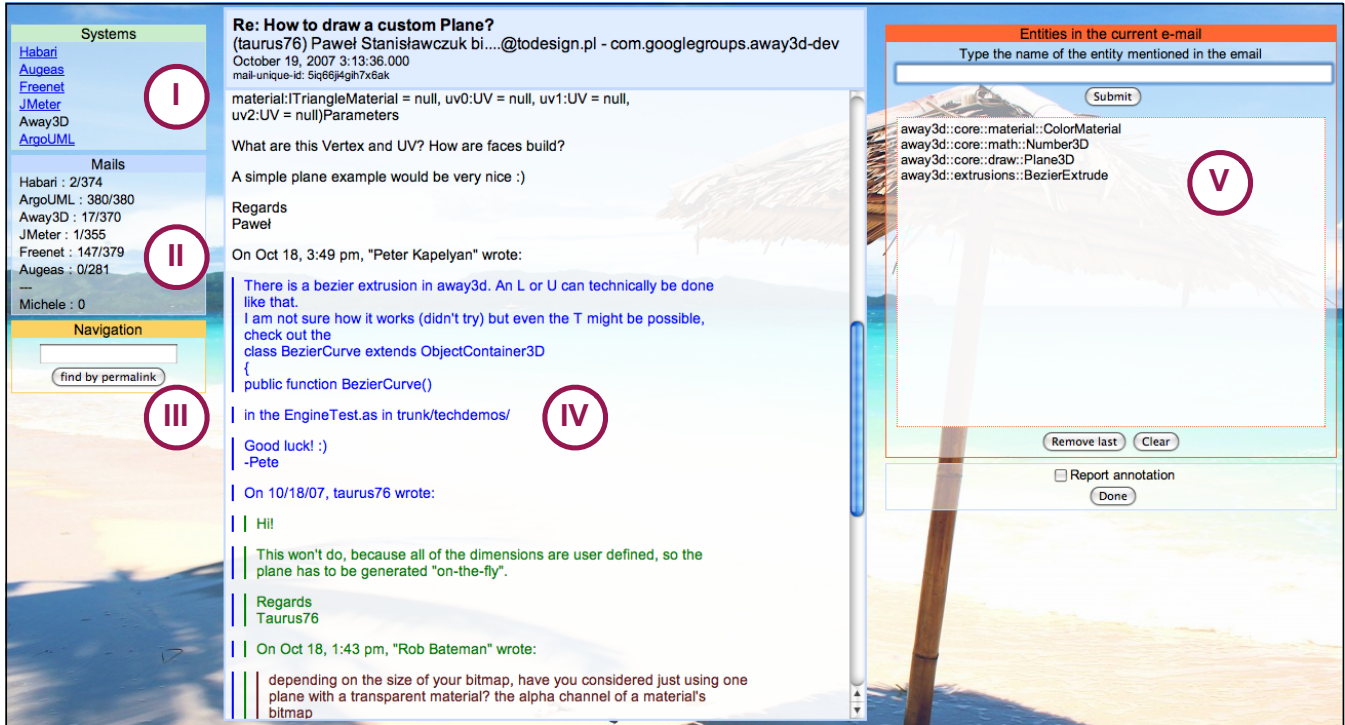 Systems
Habari
Augeas
Freenet
JMeter
Away3D
ArgoUML
I
Mails
Habari : 2/374
ArgoUML : 380/380
Away3D : 17/370
JMeter : 1/355
Freenet : 147/379
Augeas : 0/281
---
Michele : 0
II
Navigation
find by permalink
III
Re: How to draw a custom Plane?
(taurus76) Paweł Stanisławczuk bi....@todesign.pl - com.googlegroups.away3d-dev
October 19, 2007 3:13:36.000
mail-unique-id: 5iq66ji4gih7x6ak
material:ITriangleMaterial = null, uv0:UV = null, uv1:UV = null,
uv2:UV = null)Parameters
What are this Vertex and UV? How are faces build?
A simple plane example would be very nice :)
Regards
Paweł
On Oct 18, 3:49 pm, "Peter Kapelyan" wrote:
There is a bezier extrusion in away3d. An L or U can technically be done
like that.
I am not sure how it works (didn't try) but even the T might be possible,
check out the
class BezierCurve extends ObjectContainer3D
{
public function BezierCurve()
in the EngineTest.as in trunk/techdemos/
IV
Good luck! :)
-Pete
On 10/18/07, taurus76 wrote:
Hi!
This won't do, because all of the dimensions are user defined, so the
plane has to be generated "on-the-fly".
Regards
Taurus76
On Oct 18, 1:43 pm, "Rob Bateman" wrote:
depending on the size of your bitmap, have you considered just using one
plane with a transparent material? the alpha channel of a material's
bitmap
Entities in the current e-mail
Type the name of the entity mentioned in the email
Submit
away3d::core::material::ColorMaterial
away3d::core::math::Number3D
away3d::core::draw::Plane3D
away3d::extrusions::BezierExtrude
V
Remove last Clear
Report annotation
Done